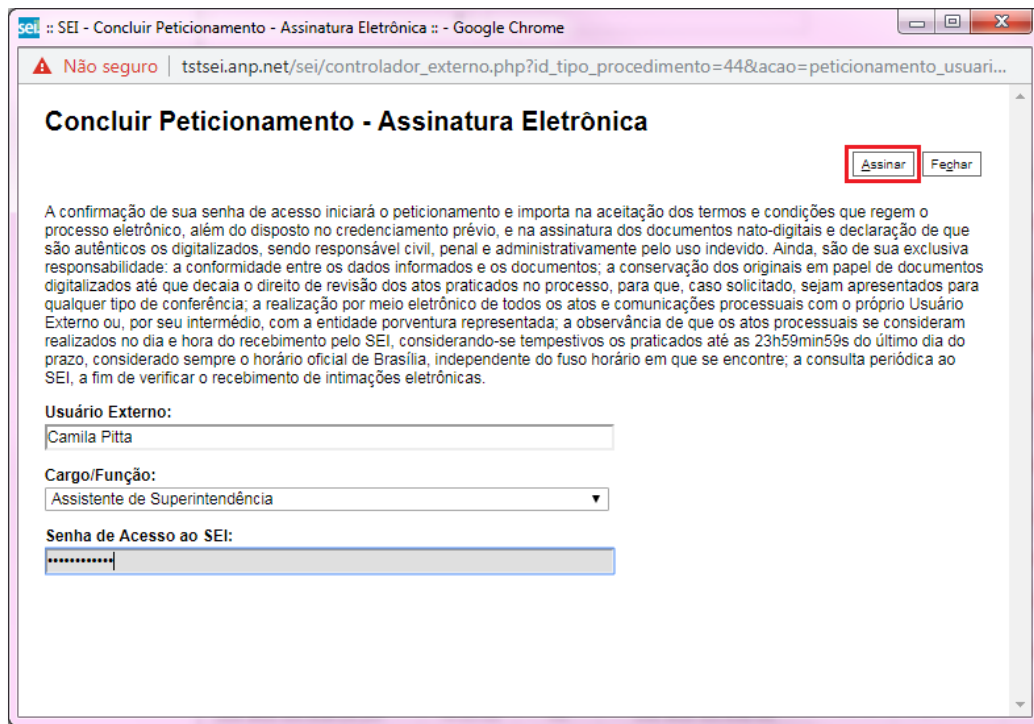 sei :: SEI - Concluir Peticionamento - Assinatura Eletrônica :: - Google Chrome
Não seguro | tstsei.anp.net/sei/controlador_externo.php?id_tipo_procedimento=44&acao=peticionamento_usuari...
Concluir Peticionamento - Assinatura Eletrônica
Assinar Fechar
A confirmação de sua senha de acesso iniciará o peticionamento e importa na aceitação dos termos e condições que regem o
processo eletrônico, além do disposto no credenciamento prévio, e na assinatura dos documentos nato-digitais e declaração de que
são autênticos os digitalizados, sendo responsável civil, penal e administrativamente pelo uso indevido. Ainda, são de sua exclusiva
responsabilidade: a conformidade entre os dados informados e os documentos; a conservação dos originais em papel de documentos
digitalizados até que decaia o direito de revisão dos atos praticados no processo, para que, caso solicitado, sejam apresentados para
qualquer tipo de conferência; a realização por meio eletrônico de todos os atos e comunicações processuais com o próprio Usuário
Externo ou, por seu intermédio, com a entidade porventura representada; a observância de que os atos processuais se consideram
realizados no dia e hora do recebimento pelo SEI, considerando-se tempestivos os praticados até as 23h59min59s do último dia do
prazo, considerado sempre o horário oficial de Brasília, independente do fuso horário em que se encontre; a consulta periódica ao
SEI, a fim de verificar o recebimento de intimações eletrônicas.
Usuário Externo:
Camila Pitta
Cargo/Função:
Assistente de Superintendência
Senha de Acesso ao SEI:
••••••••••••